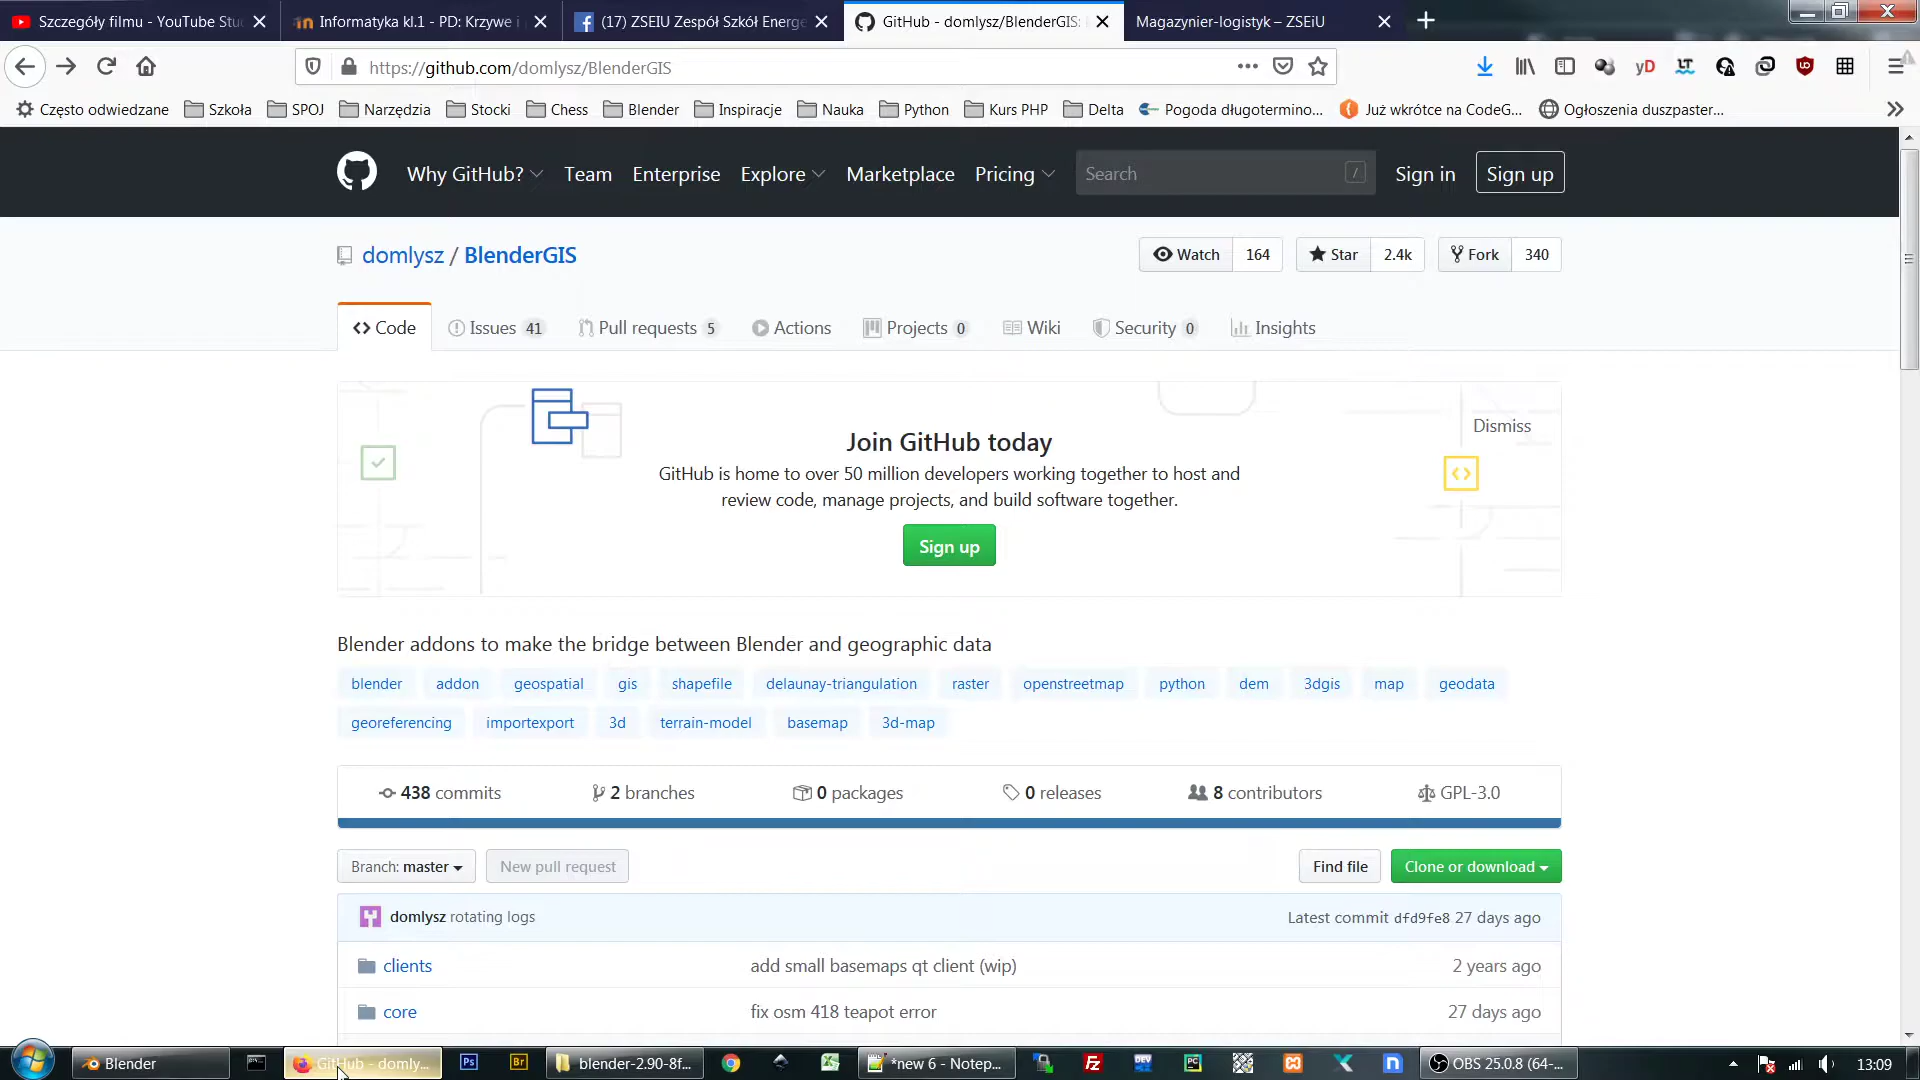 Szczegóły filmu - YouTube Stu
Informatyka kl.1 - PD: Krzywe i
(17) ZSEIU Zespół Szkół Energe
GitHub - domlysz/BlenderGIS:
Magazynier-logistyk – ZSEiU
https://github.com/domlysz/BlenderGIS
yD
LT
Często odwiedzane
Szkoła
SPOJ
Narzędzia
Stocki
Chess
Blender
Inspiracje
Nauka
Python
Kurs PHP
Delta
Pogoda długotermino...
Już wkrótce na CodeG...
Ogłoszenia duszpaster...
Why GitHub?
Team
Enterprise
Explore
Marketplace
Pricing
Search
/
Sign in
Sign up
domlysz / BlenderGIS
Watch 164
Star 2.4k
Fork 340
Code
Issues 41
Pull requests 5
Actions
Projects 0
Wiki
Security 0
Insights
Join GitHub today
Dismiss
GitHub is home to over 50 million developers working together to host and
review code, manage projects, and build software together.
Sign up
Blender addons to make the bridge between Blender and geographic data
blender addon geospatial gis shapefile delaunay-triangulation raster openstreetmap python dem 3dgis map geodata
georeferencing importexport 3d terrain-model basemap 3d-map
438 commits
2 branches
0 packages
0 releases
8 contributors
GPL-3.0
Branch: master
New pull request
Find file
Clone or download
domlysz rotating logs
Latest commit dfd9fe8 27 days ago
clients
add small basemaps qt client (wip)
2 years ago
core
fix osm 418 teapot error
27 days ago
Blender
GitHub - domly...
Ps
Br
blender-2.90-8f...
*new 6 - Notep...
DEV
PC
OBS 25.0.8 (64-...
13:09